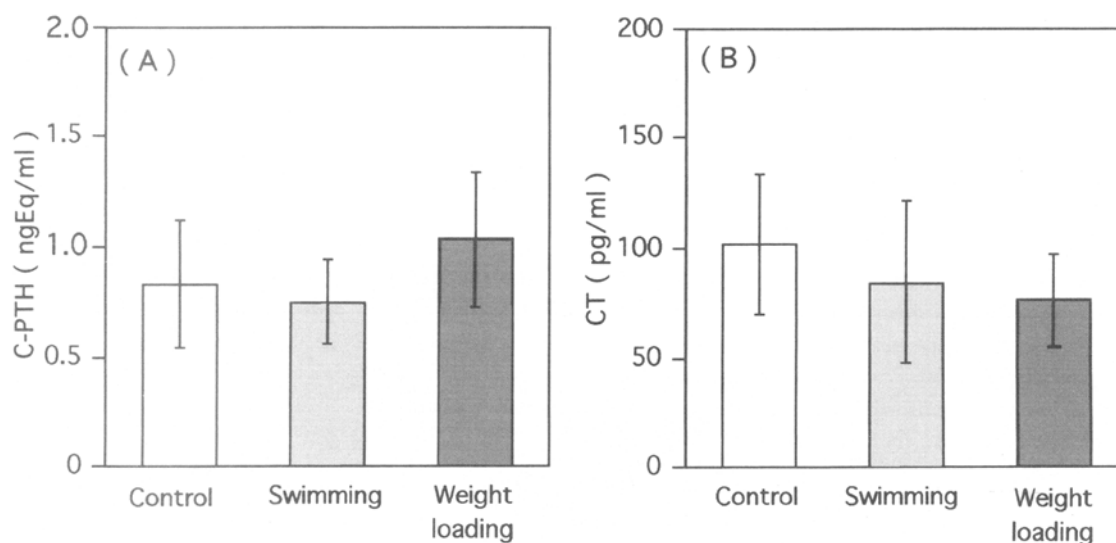 ( A )
C-PTH ( ngEq/ml )
2.0
1.5
1.0
0.5
0
Control
Swimming
Weight
loading
( B )
CT ( pg/ml )
200
150
100
50
0
Control
Swimming
Weight
loading